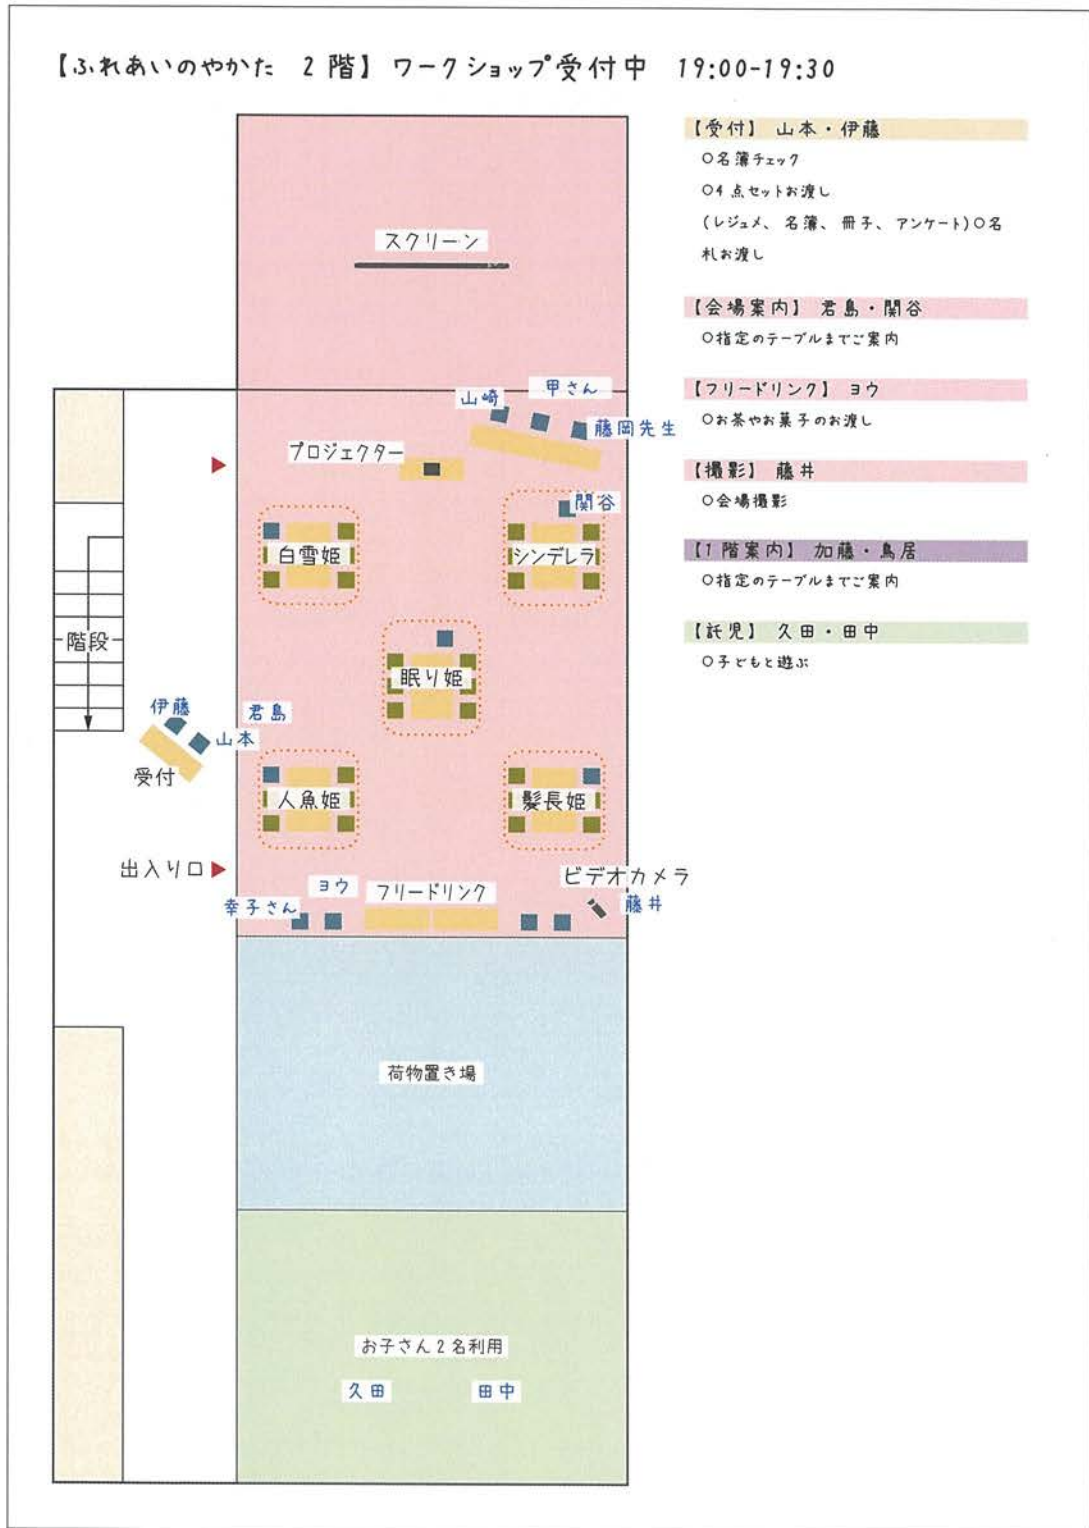 【ふれあいのやかた 2階】ワークショップ受付中 19:00-19:30
【受付】 山本・伊藤
○名簿チェック
○4点セットお渡し
(レジュメ、名簿、冊子、アンケート)○名
札お渡し
【会場案内】 君島・関谷
○指定のテーブルまでご案内
【フリードリンク】 ヨウ
○お茶やお菓子のお渡し
【撮影】 藤井
○会場撮影
【1階案内】 加藤・鳥居
○指定のテーブルまでご案内
【託児】 久田・田中
○子どもと遊ぶ
スクリーン
山崎
甲さん
藤岡先生
プロジェクター
関谷
白雪姫
シンデレラ
階段
眠り姫
伊藤
君島
山本
受付
人魚姫
髪長姫
出入り口
ビデオカメラ
ヨウ
フリードリンク
幸子さん
藤井
荷物置き場
お子さん2名利用
久田
田中